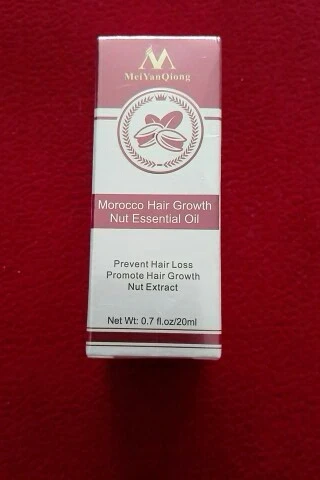 MeiYanQiong
Morocco Hair Growth
Nut Essential Oil
Prevent Hair Loss
Promote Hair Growth
Nut Extract
Net Wt: 0.7 fl.oz/20ml